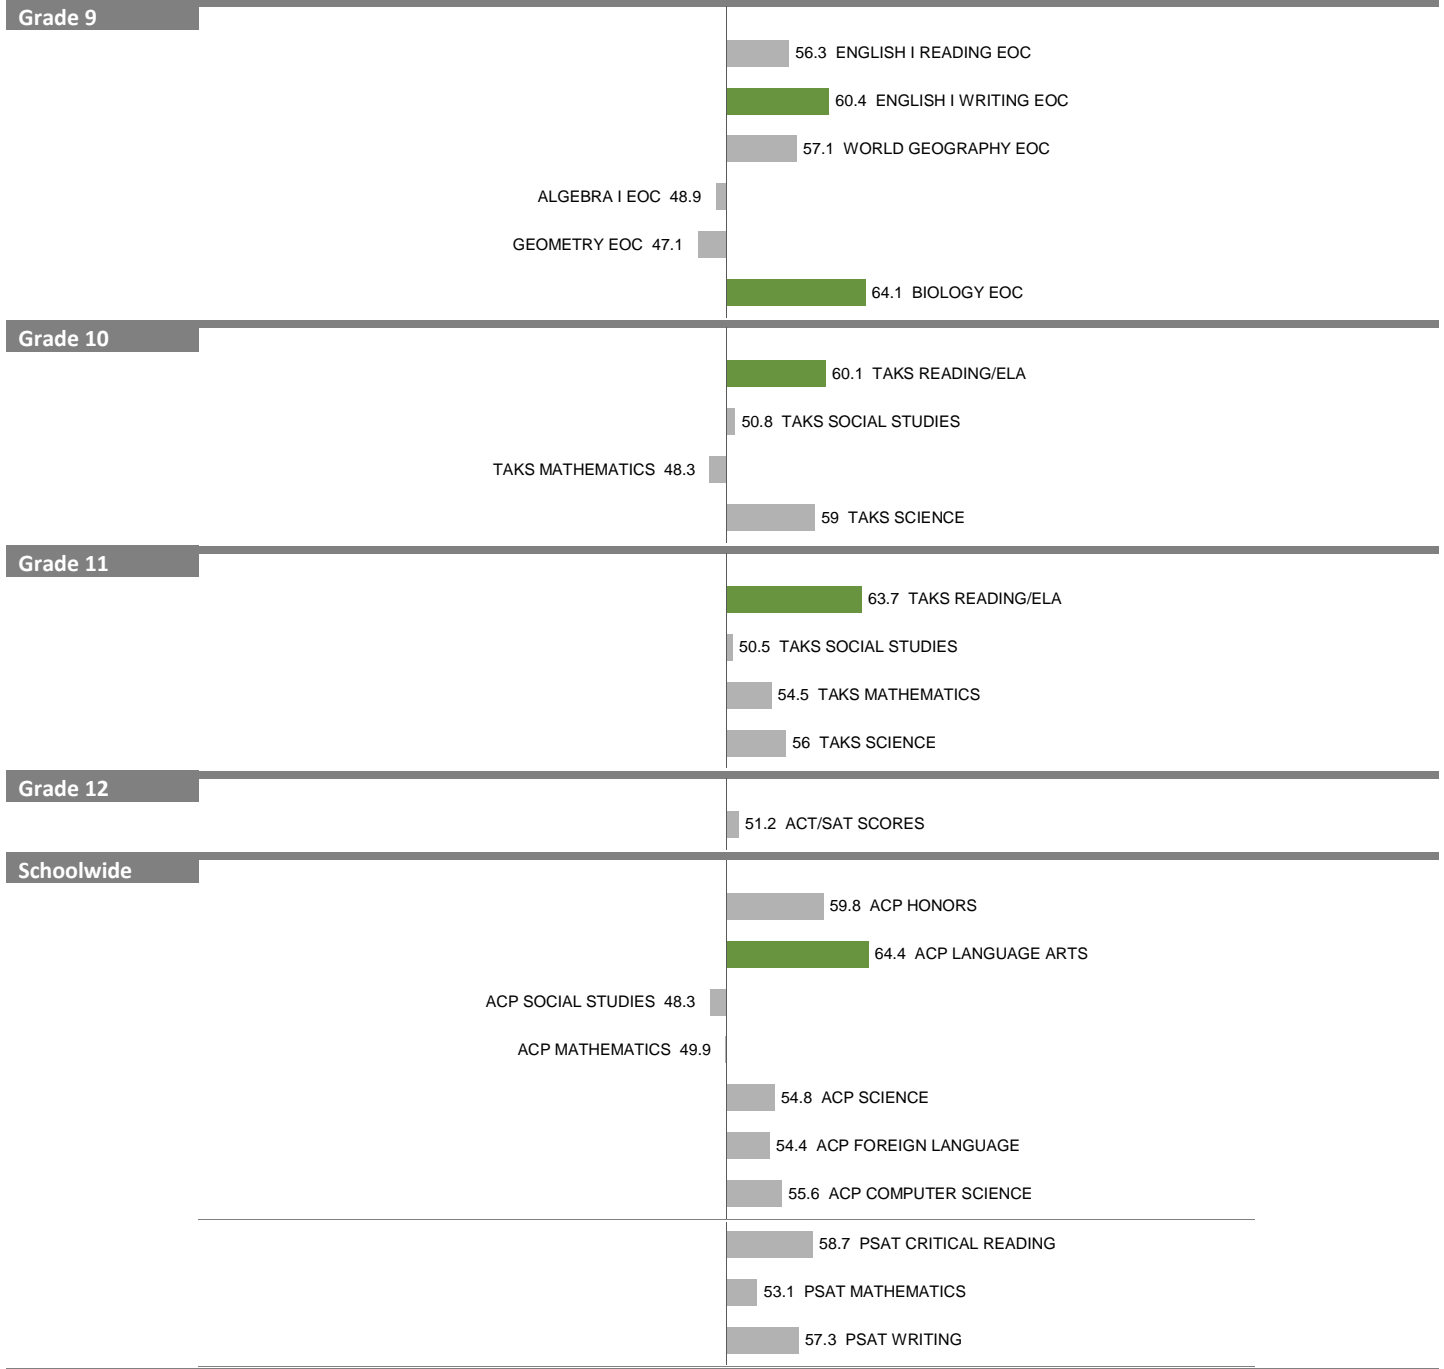 Grade 9
56.3 ENGLISH I READING EOC
60.4 ENGLISH I WRITING EOC
57.1 WORLD GEOGRAPHY EOC
ALGEBRA I EOC 48.9
GEOMETRY EOC 47.1
64.1 BIOLOGY EOC
Grade 10
60.1 TAKS READING/ELA
50.8 TAKS SOCIAL STUDIES
TAKS MATHEMATICS 48.3
59 TAKS SCIENCE
Grade 11
63.7 TAKS READING/ELA
50.5 TAKS SOCIAL STUDIES
54.5 TAKS MATHEMATICS
56 TAKS SCIENCE
Grade 12
51.2 ACT/SAT SCORES
Schoolwide
59.8 ACP HONORS
64.4 ACP LANGUAGE ARTS
ACP SOCIAL STUDIES 48.3
ACP MATHEMATICS 49.9
54.8 ACP SCIENCE
54.4 ACP FOREIGN LANGUAGE
55.6 ACP COMPUTER SCIENCE
58.7 PSAT CRITICAL READING
53.1 PSAT MATHEMATICS
57.3 PSAT WRITING